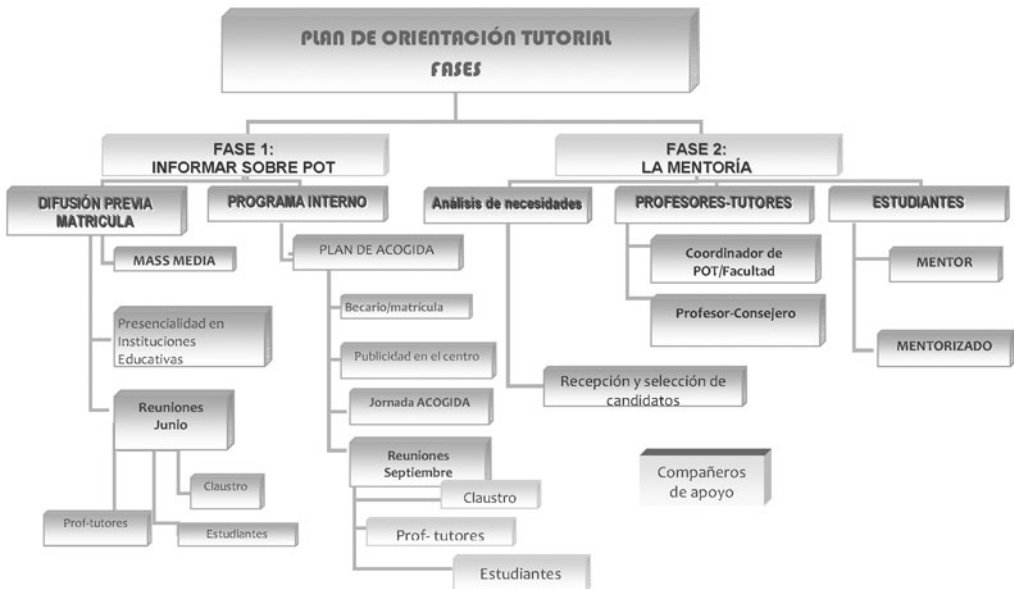 PLAN DE ORIENTACIÓN TUTORIAL
FASES
FASE 1:
INFORMAR SOBRE POT
FASE 2:
LA MENTORÍA
DIFUSIÓN PREVIA
MATRICULA
PROGRAMA INTERNO
Análisis de necesidades
PROFESORES-TUTORES
ESTUDIANTES
MASS MEDIA
PLAN DE ACOGIDA
Coordinador de
POT/Facultad
MENTOR
Becario/matrícula
Profesor-Consejero
Presencialidad en
Instituciones
Educativas
Publicidad en el centro
MENTORIZADO
Recepción y selección de
candidatos
Reuniones
Junio
Jornada ACOGIDA
Reuniones
Septiembre
Compañeros
de apoyo
Claustro
Claustro
Prof-tutores
Estudiantes
Prof- tutores
Estudiantes